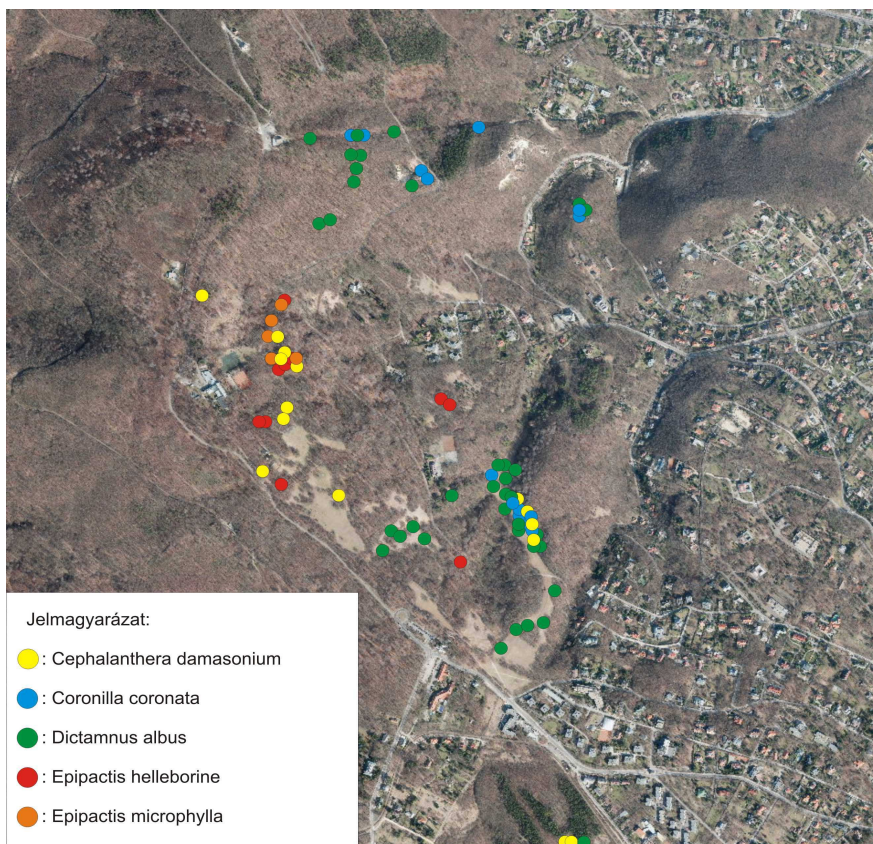 Jelmagyarázat:
: Cephalanthera damasonium
: Coronilla coronata
: Dictamnus albus
: Epipactis helleborine
: Epipactis microphylla